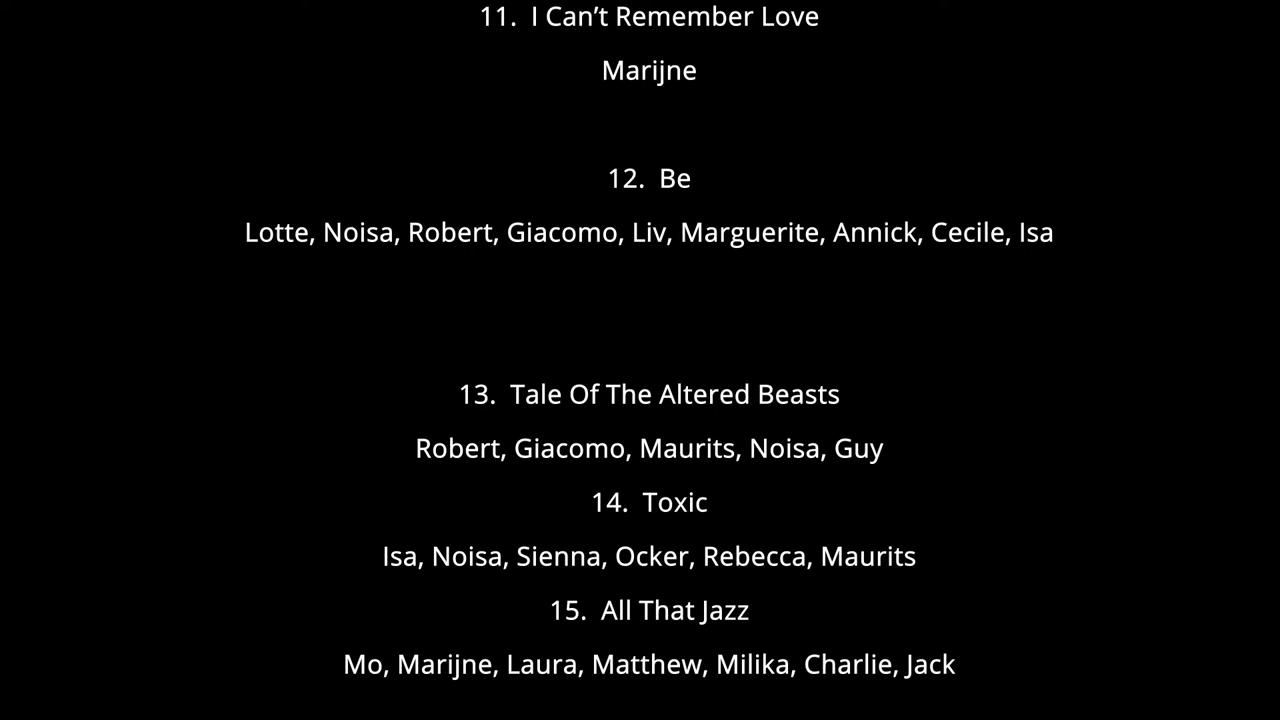 11. I Can’t Remember Love
Marijne
12. Be
Lotte, Noisa, Robert, Giacomo, Liv, Marguerite, Annick, Cecile, Isa
13. Tale Of The Altered Beasts
Robert, Giacomo, Maurits, Noisa, Guy
14. Toxic
Isa, Noisa, Sienna, Ocker, Rebecca, Maurits
15. All That Jazz
Mo, Marijne, Laura, Matthew, Milika, Charlie, Jack